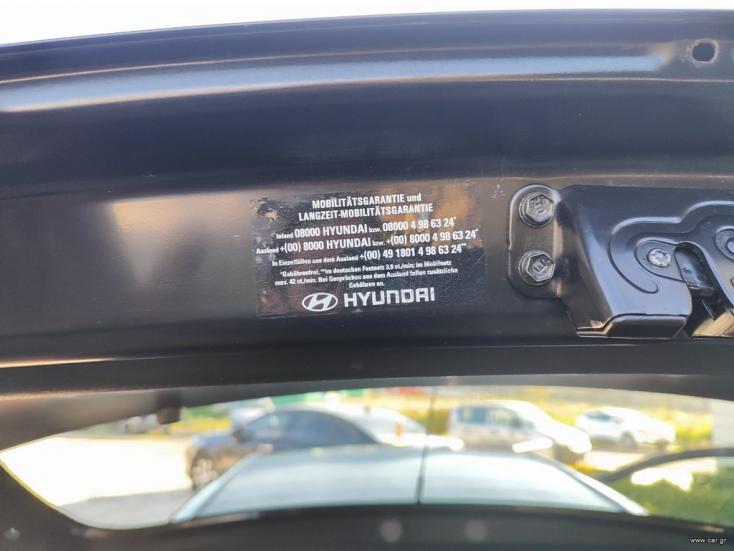 MOBILITÄTSGARANTIE und
LANGZEIT-MOBILITÄTSGARANTIE
Inland 08000 HYUNDAI bzw. 08000 4 98 63 24*
Ausland +(00) 8000 HYUNDAI bzw. +(00) 8000 4 98 63 24*
In Einzelfällen aus dem Ausland +(00) 49 1801 4 98 63 24**
*Gebührenfrei, **im deutschen Festnetz 3,9 ct./min; im Mobilnetz
max. 42 ct./min. Bei Gesprächen aus dem Ausland fallen zusätzliche
Gebühren an.
HYUNDAI
www.car.gr